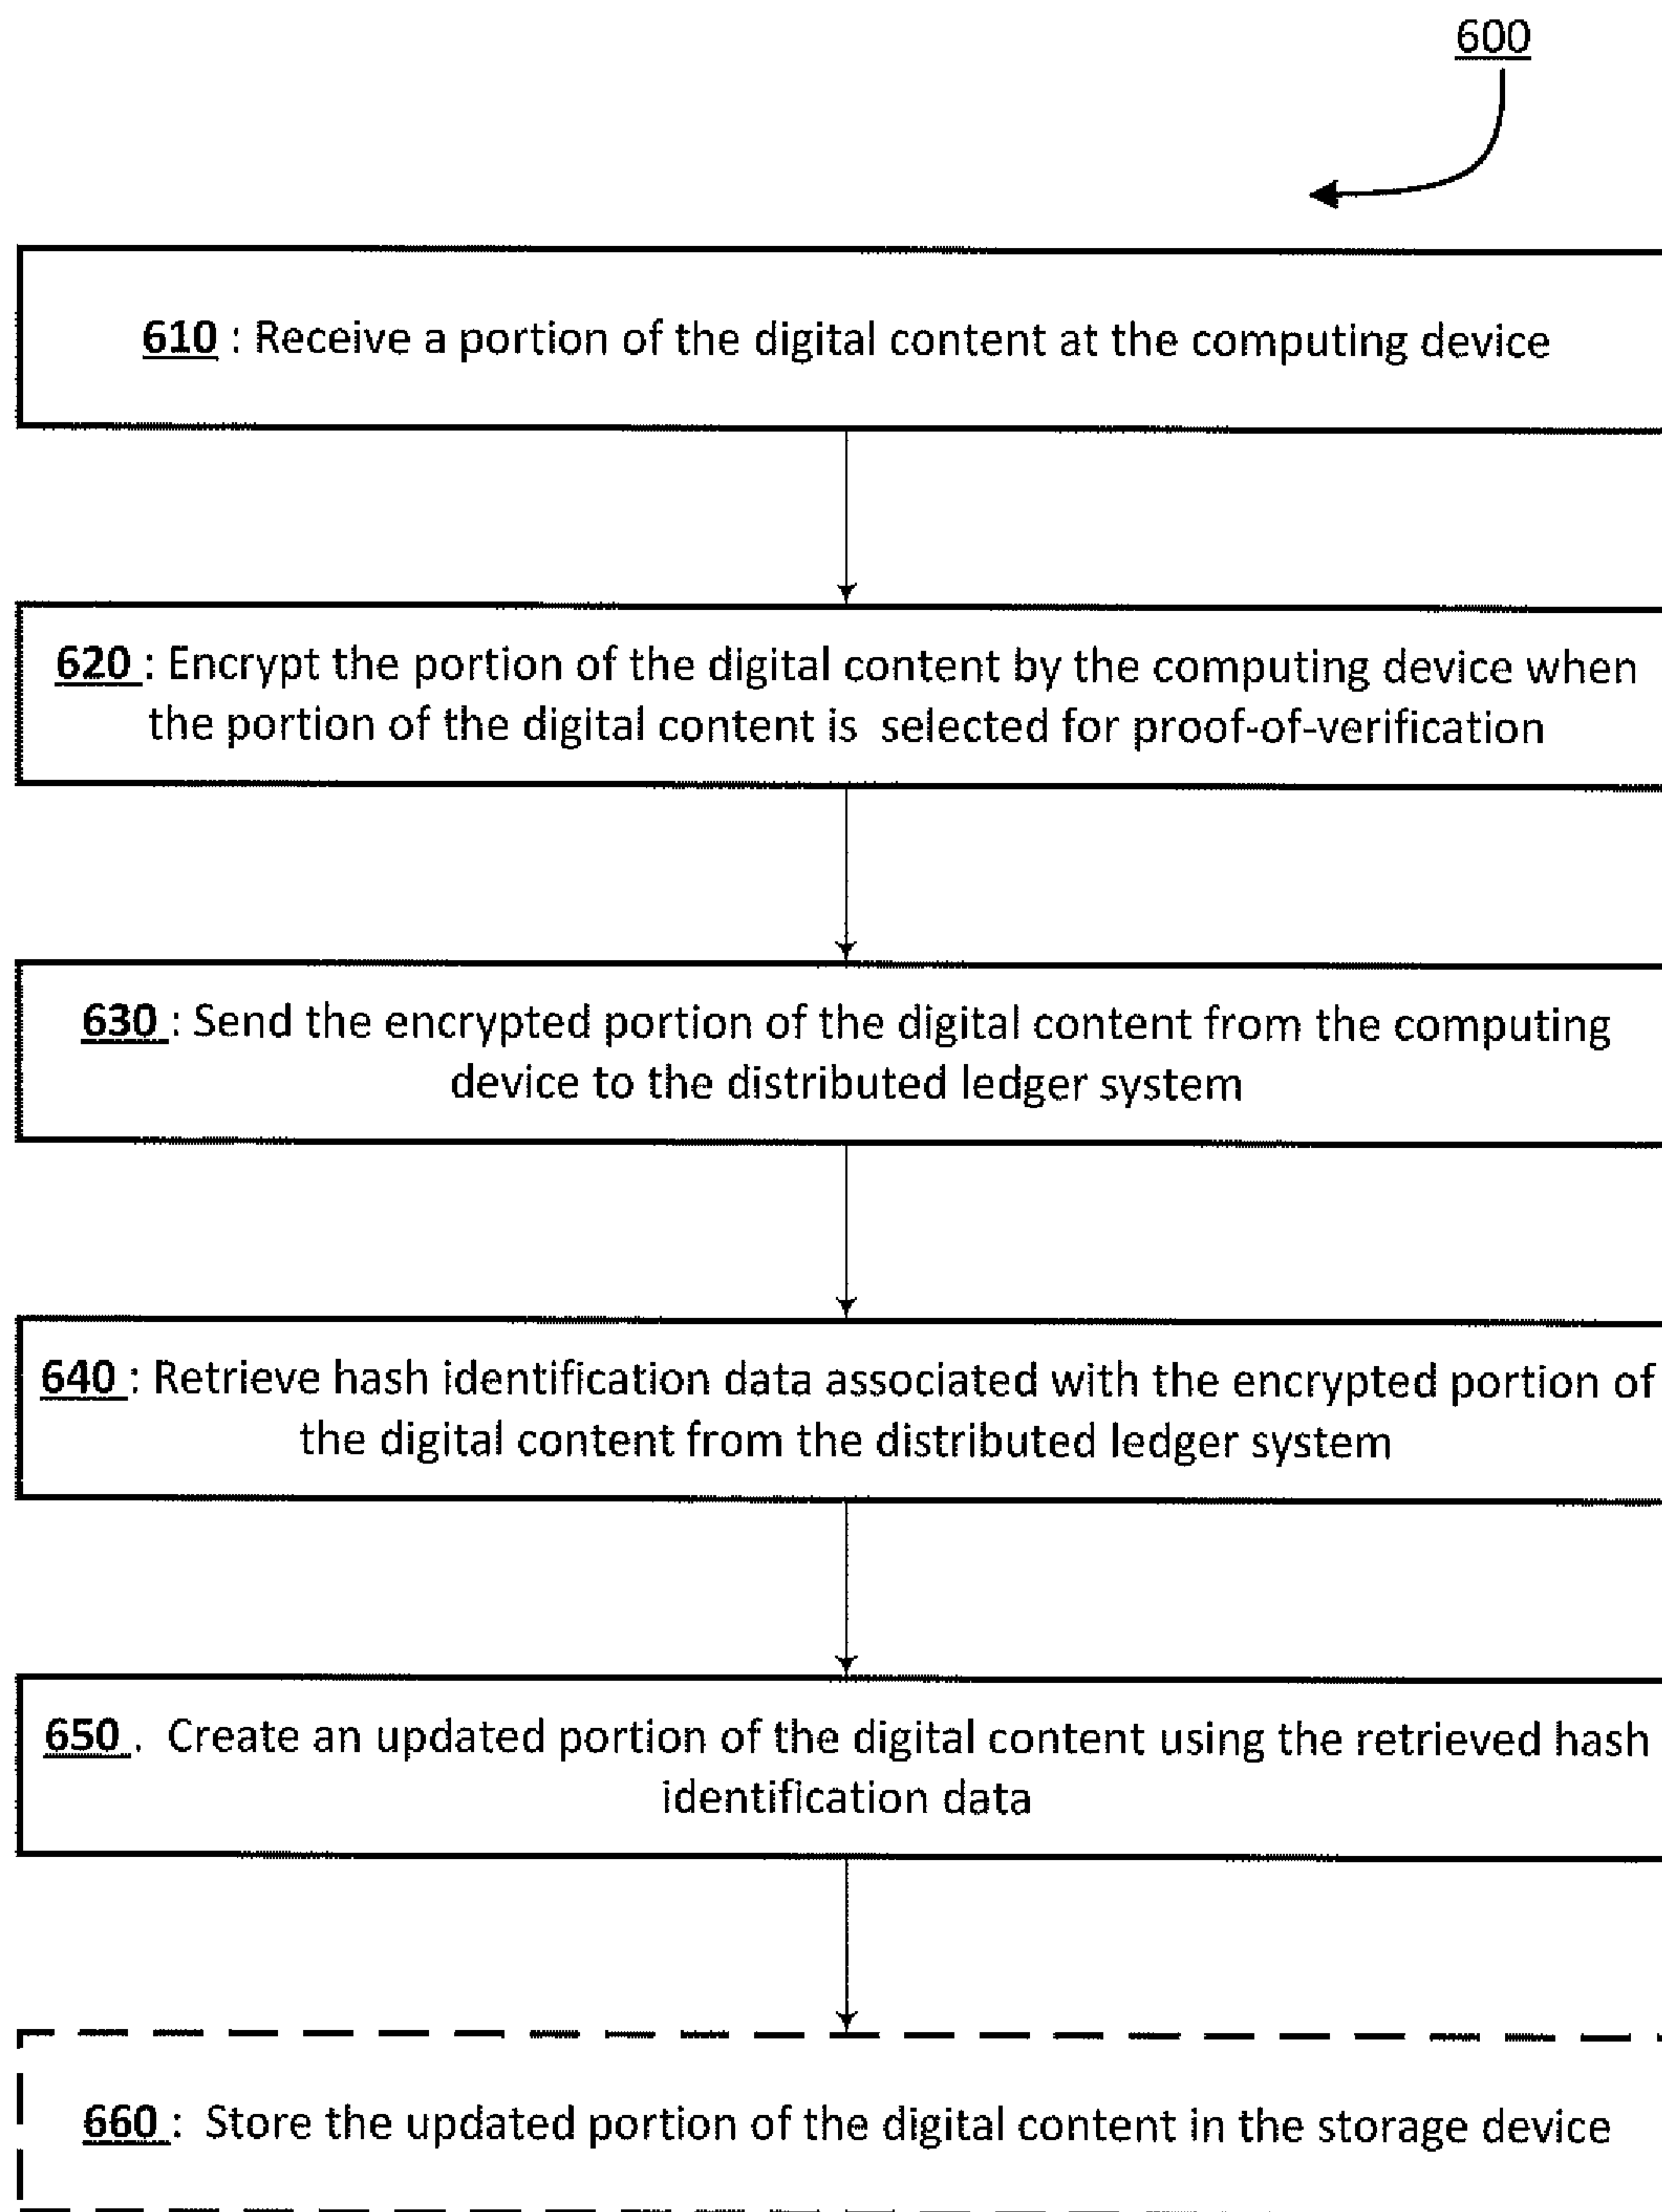 600
610 : Receive a portion of the digital content at the computing device
620 : Encrypt the portion of the digital content by the computing device when
the portion of the digital content is selected for proof-of-verification
630 : Send the encrypted portion of the digital content from the computing
device to the distributed ledger system
640 : Retrieve hash identification data associated with the encrypted portion of
the digital content from the distributed ledger system
650 . Create an updated portion of the digital content using the retrieved hash
identification data
660 : Store the updated portion of the digital content in the storage device